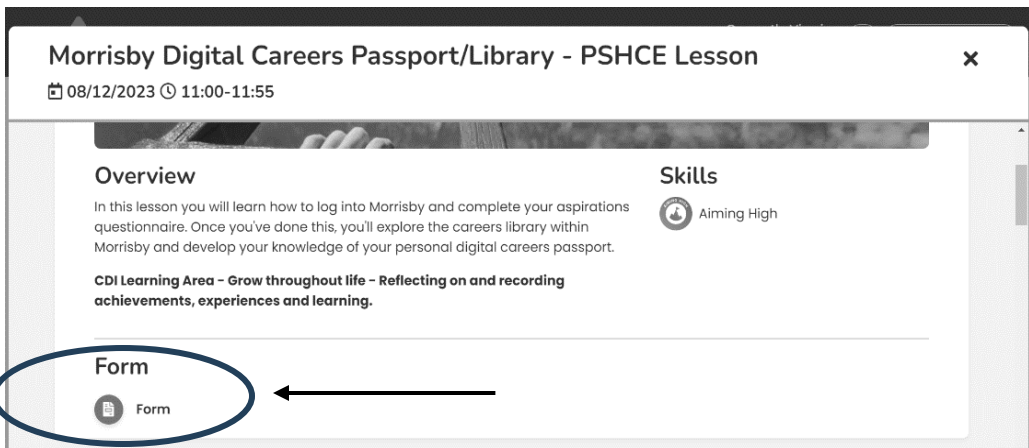 Morrisby Digital Careers Passport/Library - PSHCE Lesson
08/12/2023 11:00-11:55
Overview
In this lesson you will learn how to log into Morrisby and complete your aspirations
questionnaire. Once you've done this, you'll explore the careers library within
Morrisby and develop your knowledge of your personal digital careers passport.
CDI Learning Area - Grow throughout life - Reflecting on and recording
achievements, experiences and learning.
Skills
Aiming High
Form
Form